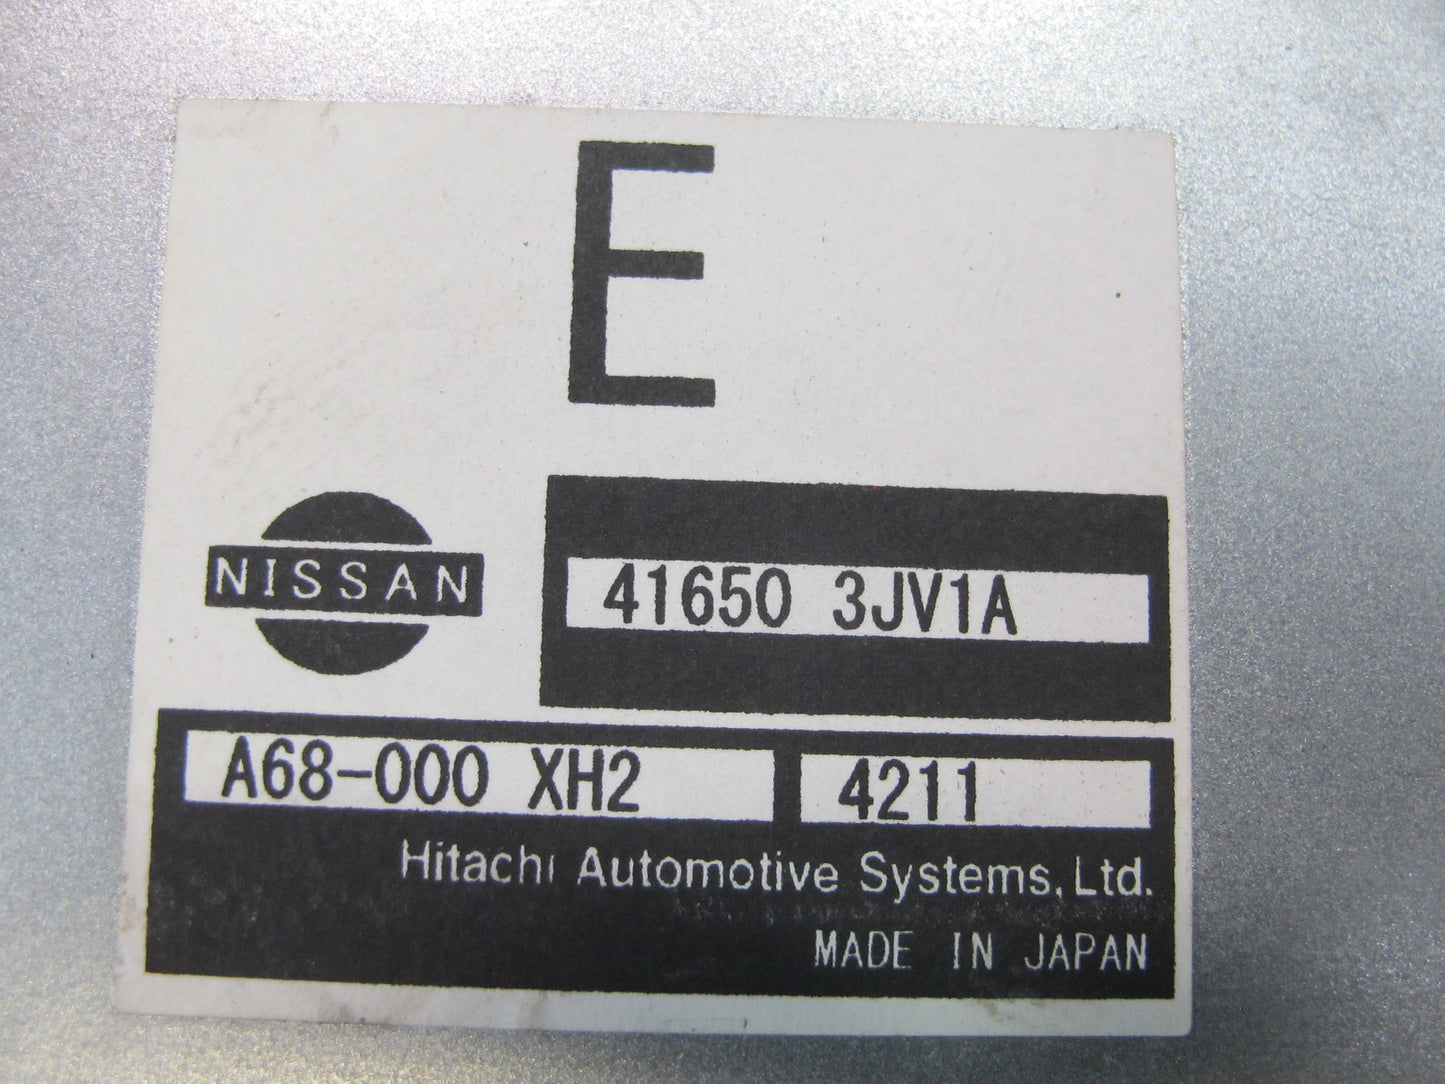 E
NISSAN
41650 3JV1A
A68-000 XH2 4211
Hitachi Automotive Systems, Ltd.
MADE IN JAPAN